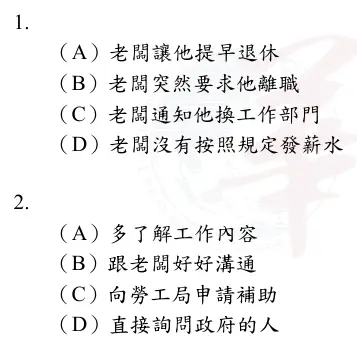 1.
（A）老闆讓他提早退休
（B）老闆突然要求他離職
（C）老闆通知他換工作部門
（D）老闆沒有按照規定發薪水
2.
（A）多了解工作內容
（B）跟老闆好好溝通
（C）向勞工局申請補助
（D）直接詢問政府的人